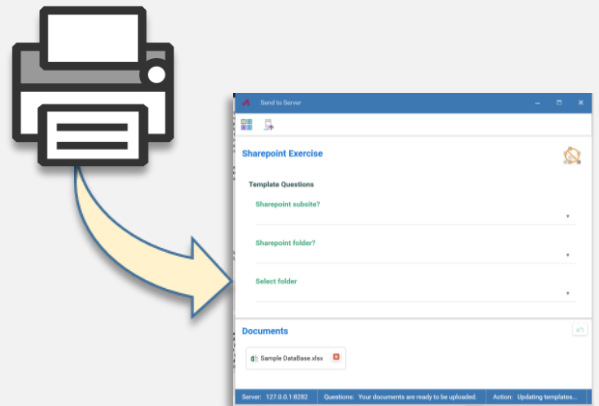 Send to Server
Sharepoint Exercise
Template Questions
Sharepoint subsite?
Sharepoint folder?
Select folder
Documents
Sample DataBase.xlsx
Server: 127.0.0.1:8282 Questions: Your documents are ready to be uploaded. Action: Updating templates...